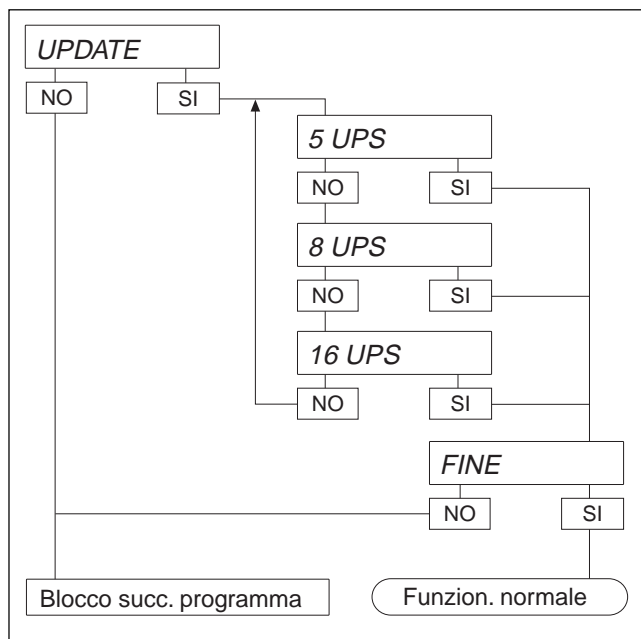 UPDATE
NO
SI
5 UPS
NO
SI
8 UPS
NO
SI
16 UPS
NO
SI
FINE
NO
SI
Blocco succ. programma
Funzion. normale